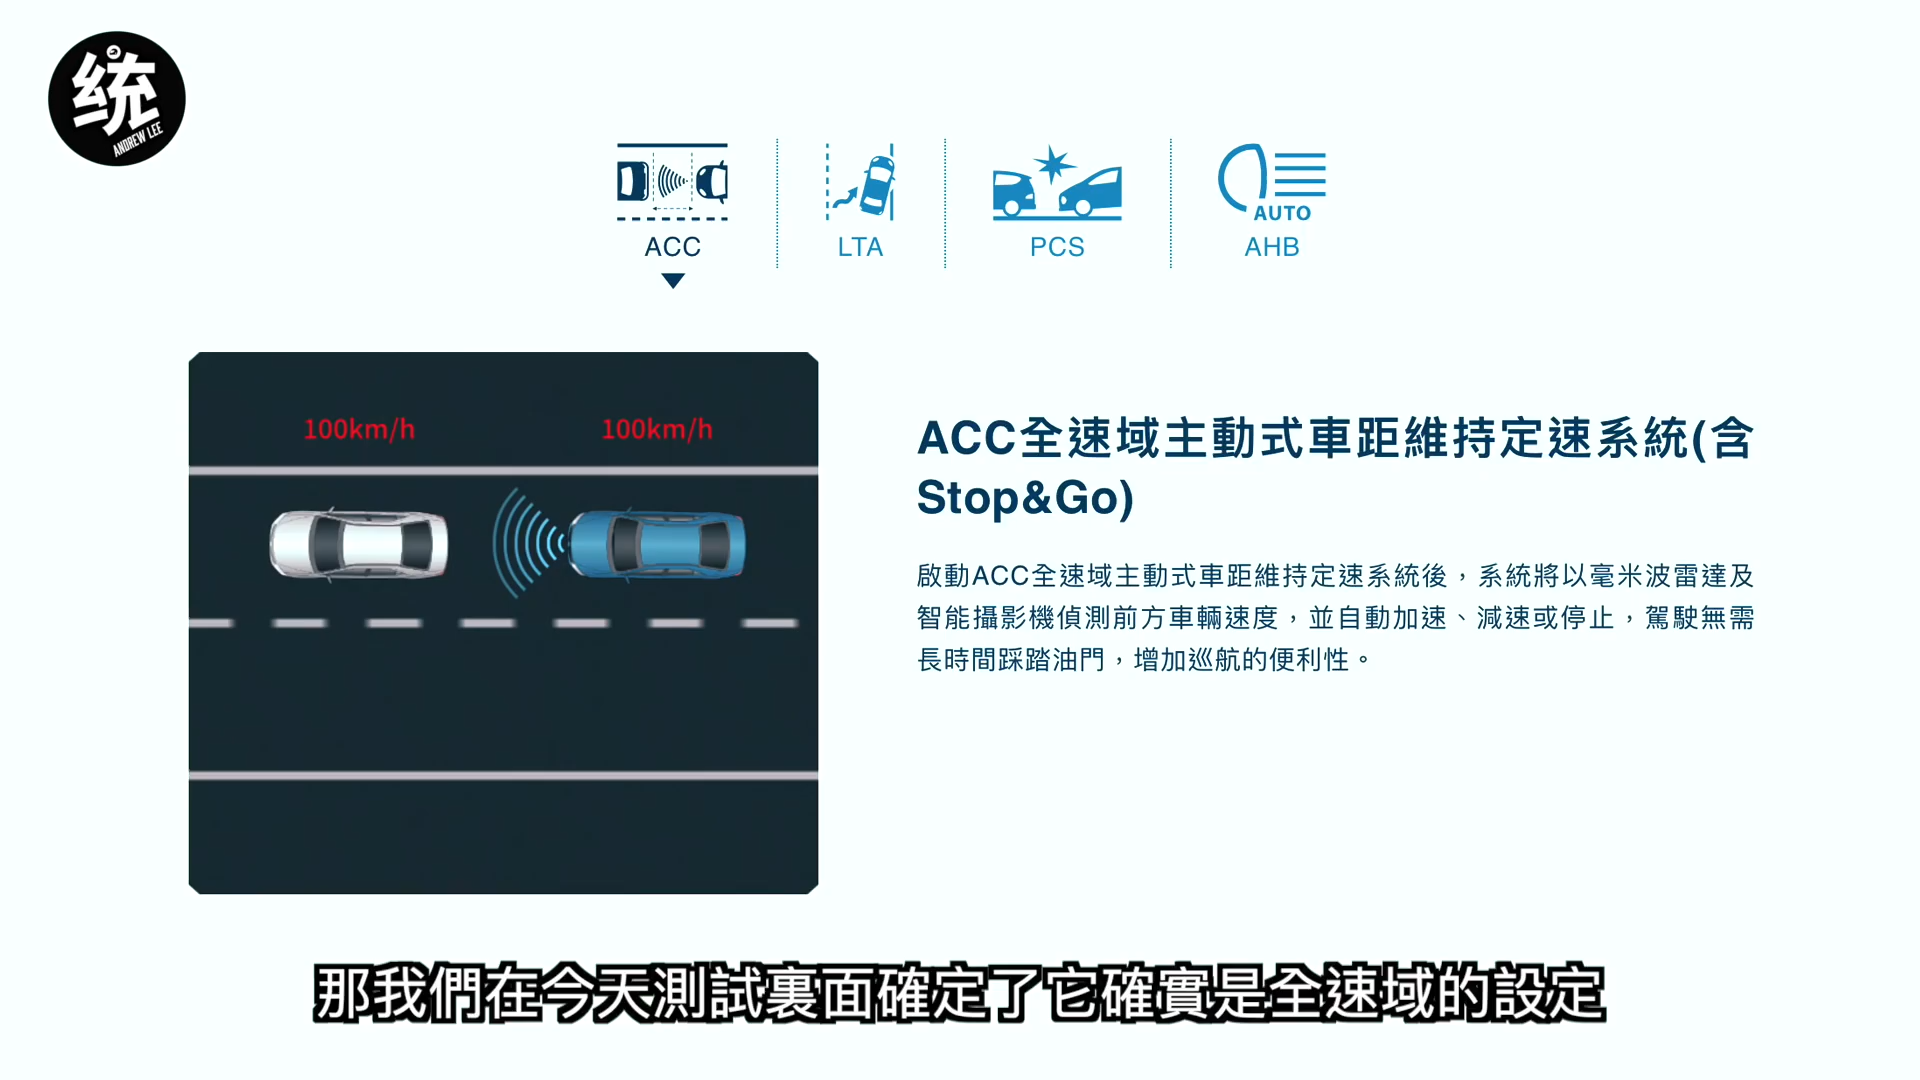 統
ANDREW LEE
AUTO
ACC
LTA
PCS
AHB
100km/h
100km/h
ACC全速域主動式車距維持定速系統(含
Stop&Go)
啟動ACC全速域主動式車距維持定速系統後，系統將以毫米波雷達及
智能攝影機偵測前方車輛速度，並自動加速、減速或停止，駕駛無需
長時間踩踏油門，增加巡航的便利性。
那我們在今天測試裏面確定了它確實是全速域的設定